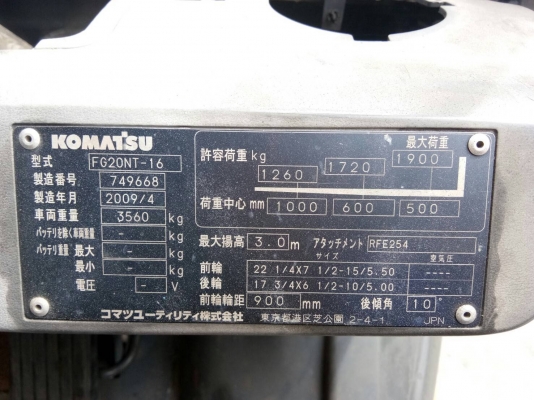 KOMATSU
型式 FG20NT-16
製造番号 749668
製造年月 2009/4
車両重量 3560 kg
バッテリを除く車両重量 - kg
バッテリ重量 最大 - kg
最小 - kg
電圧 - V
最大荷重
許容荷重 kg 1260 1720 1900
荷重中心 mm 1000 600 500
最大揚高 3.0 m アタッチメント RFE254
サイズ 空気圧
前輪 22 1/4X7 1/2-15/5.50 ----
後輪 17 3/4X6 1/2-10/5.00 ----
前輪輪距 900 mm 後傾角 10
コマツユーティリティ株式会社 東京都港区芝公園 2-4-1 JPN